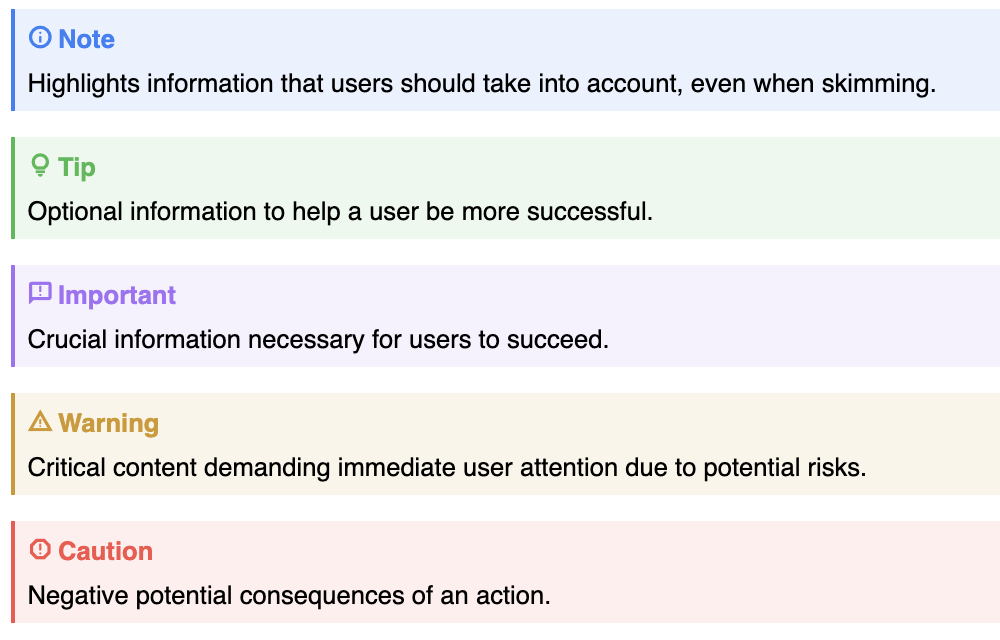 Note
Highlights information that users should take into account, even when skimming.
Tip
Optional information to help a user be more successful.
Important
Crucial information necessary for users to succeed.
Warning
Critical content demanding immediate user attention due to potential risks.
Caution
Negative potential consequences of an action.